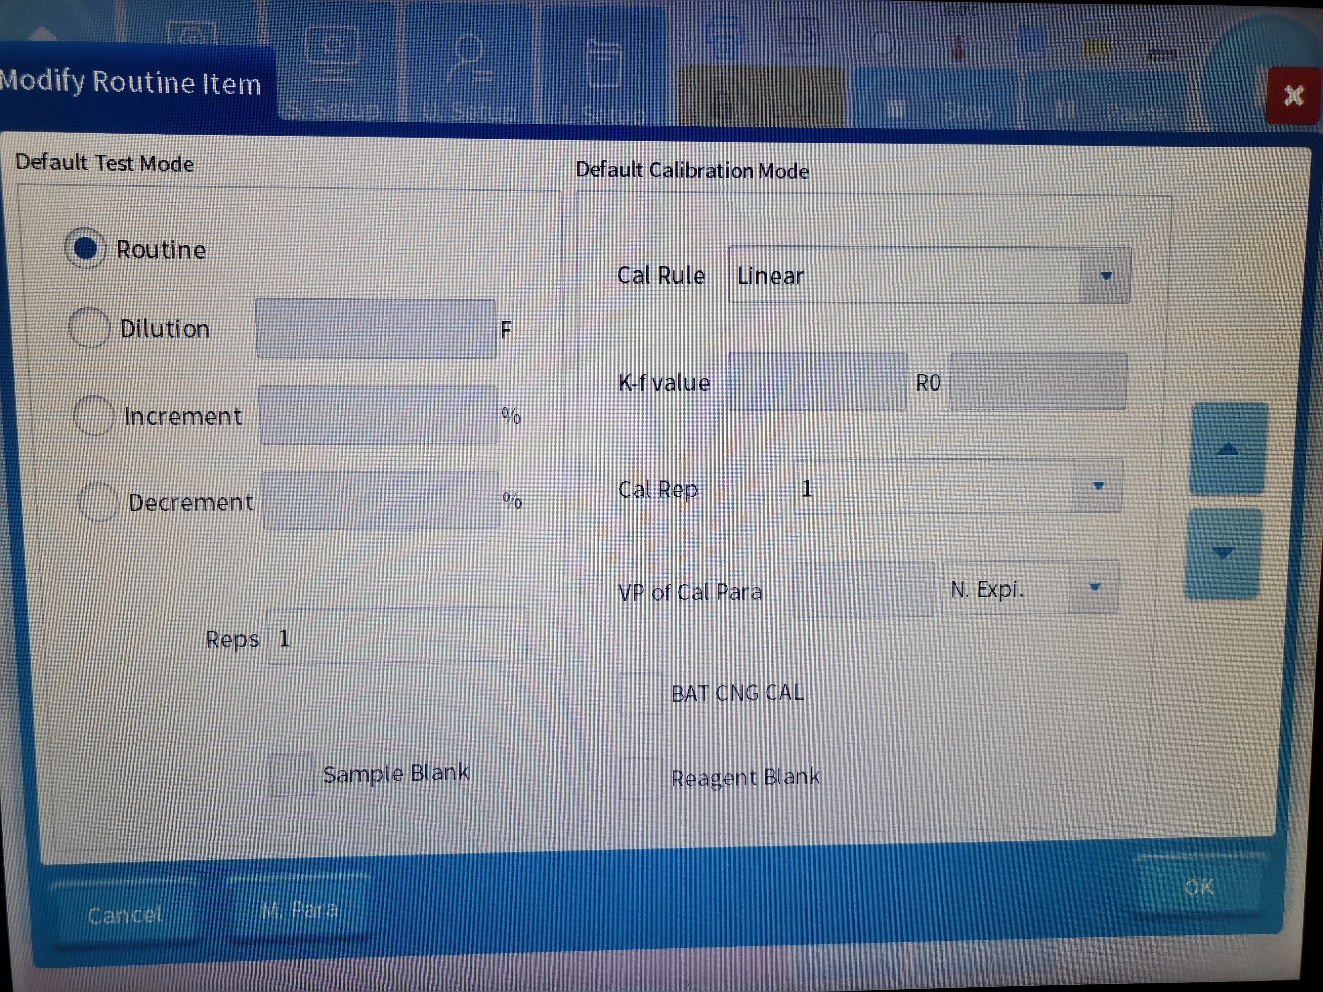 Modify Routine Item
Default Test Mode
Default Calibration Mode
Routine
Cal Rule Linear
Dilution F
K-f value R0
Increment %
Cal Rep 1
Decrement %
VP of Cal Para N. Expi.
Reps 1
BAT CNG CAL
Sample Blank
Reagent Blank
Cancel
M. Para
OK